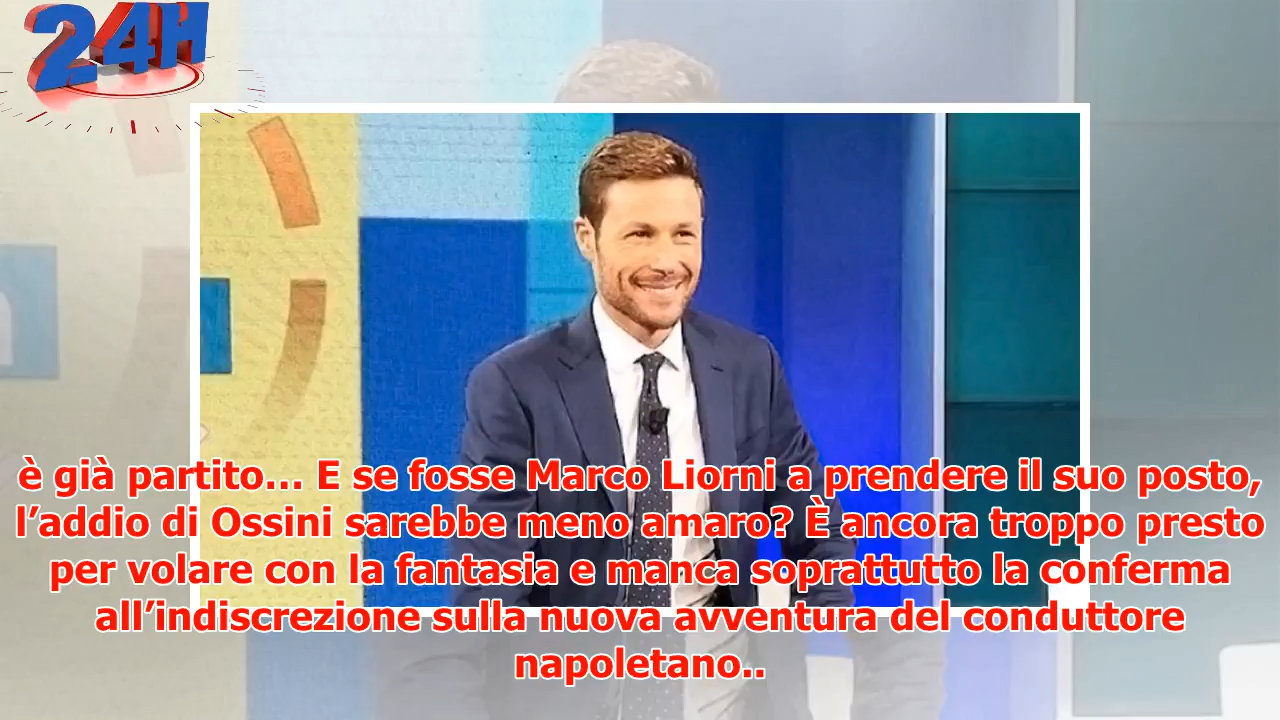 24H
è già partito... E se fosse Marco Liorni a prendere il suo posto,
l’addio di Ossini sarebbe meno amaro? È ancora troppo presto
per volare con la fantasia e manca soprattutto la conferma
all’indiscrezione sulla nuova avventura del conduttore
napoletano..